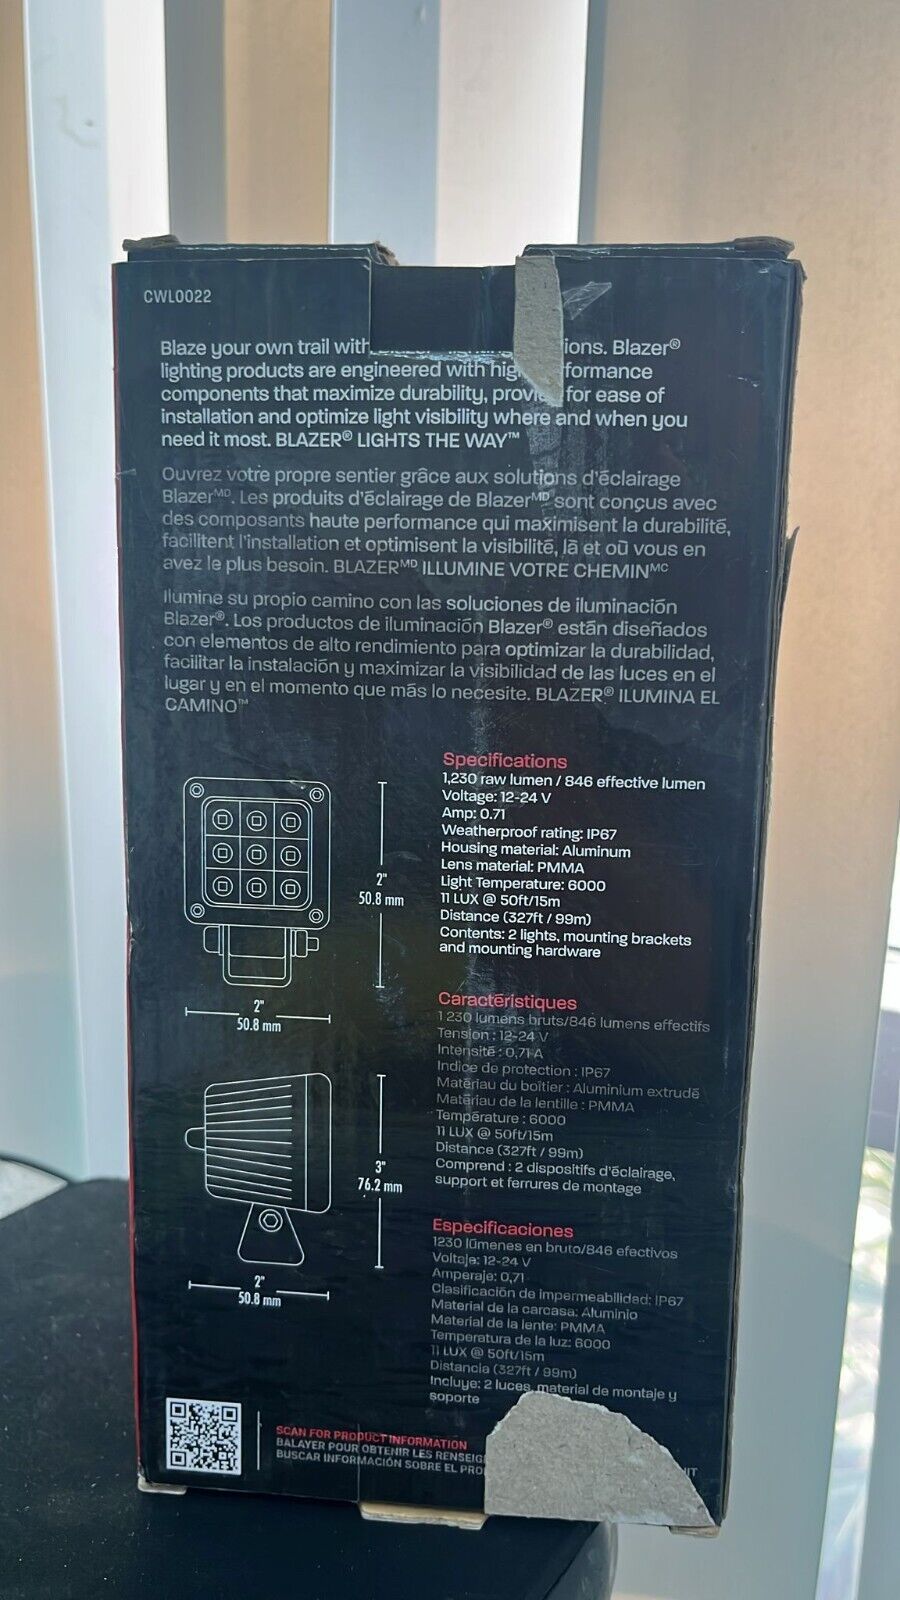 CWL0022
Blaze your own trail with ions. Blazer®
lighting products are engineered with hig formance
components that maximize durability, provi for ease of
installation and optimize light visibility where and when you
need it most. BLAZER® LIGHTS THE WAY™
Ouvrez votre propre sentier grâce aux solutions d'éclairage
Blazerᴹᴰ. Les produits d'éclairage de Blazerᴹᴰ sont conçus avec
des composants haute performance qui maximisent la durabilité,
facilitent l'installation et optimisent la visibilité, là et où vous en
avez le plus besoin. BLAZERᴹᴰ ILLUMINE VOTRE CHEMINᴹᶜ
Ilumine su propio camino con las soluciones de iluminación
Blazer®. Los productos de iluminación Blazer® están diseñados
con elementos de alto rendimiento para optimizar la durabilidad,
facilitar la instalación y maximizar la visibilidad de las luces en el
lugar y en el momento que más lo necesite. BLAZER® ILUMINA EL
CAMINO™
Specifications
1,230 raw lumen / 846 effective lumen
Voltage: 12-24 V
Amp: 0.71
Weatherproof rating: IP67
Housing material: Aluminum
Lens material: PMMA
Light Temperature: 6000
11 LUX @ 50ft/15m
Distance (327ft / 99m)
Contents: 2 lights, mounting brackets
and mounting hardware
2"
50.8 mm
2"
50.8 mm
Caractéristiques
1 230 lumens bruts/846 lumens effectifs
Tension : 12-24 V
Intensité : 0,71 A
Indice de protection : IP67
Matériau du boîtier : Aluminium extrudé
Matériau de la lentille : PMMA
Température : 6000
11 LUX @ 50ft/15m
Distance (327ft / 99m)
Comprend : 2 dispositifs d'éclairage,
support et ferrures de montage
3"
76.2 mm
2"
50.8 mm
Especificaciones
1230 lúmenes en bruto/846 efectivos
Voltaje: 12-24 V
Amperaje: 0,71
Clasificación de impermeabilidad: IP67
Material de la carcasa: Aluminio
Material de la lente: PMMA
Temperatura de la luz: 6000
11 LUX @ 50ft/15m
Distancia (327ft / 99m)
Incluye: 2 luces, material de montaje y
soporte
SCAN FOR PRODUCT INFORMATION
BALAYER POUR OBTENIR LES RENSEIG
BUSCAR INFORMACIÓN SOBRE EL PRO IT